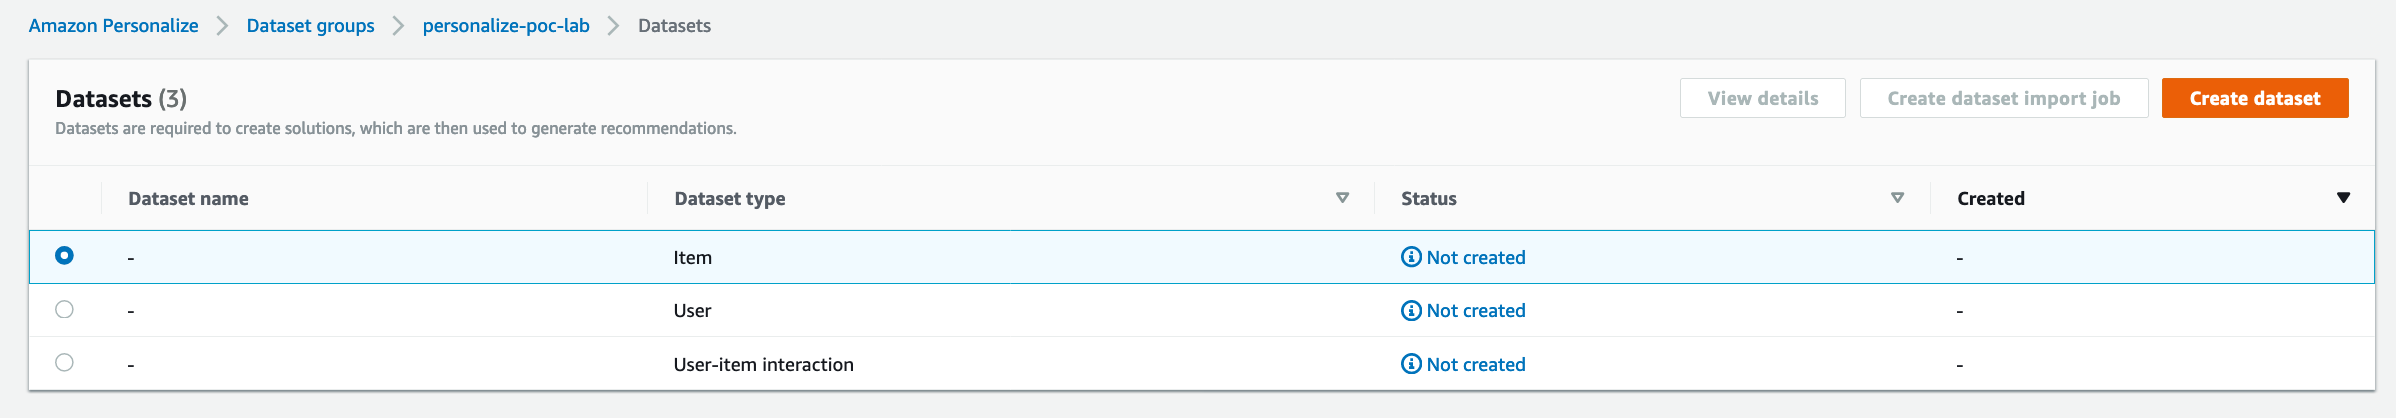 Amazon Personalize > Dataset groups > personalize-poc-lab > Datasets
Datasets (3)
View details
Create dataset import job
Create dataset
Datasets are required to create solutions, which are then used to generate recommendations.
Dataset name Dataset type Status Created
- Item Not created -
- User Not created -
- User-item interaction Not created -